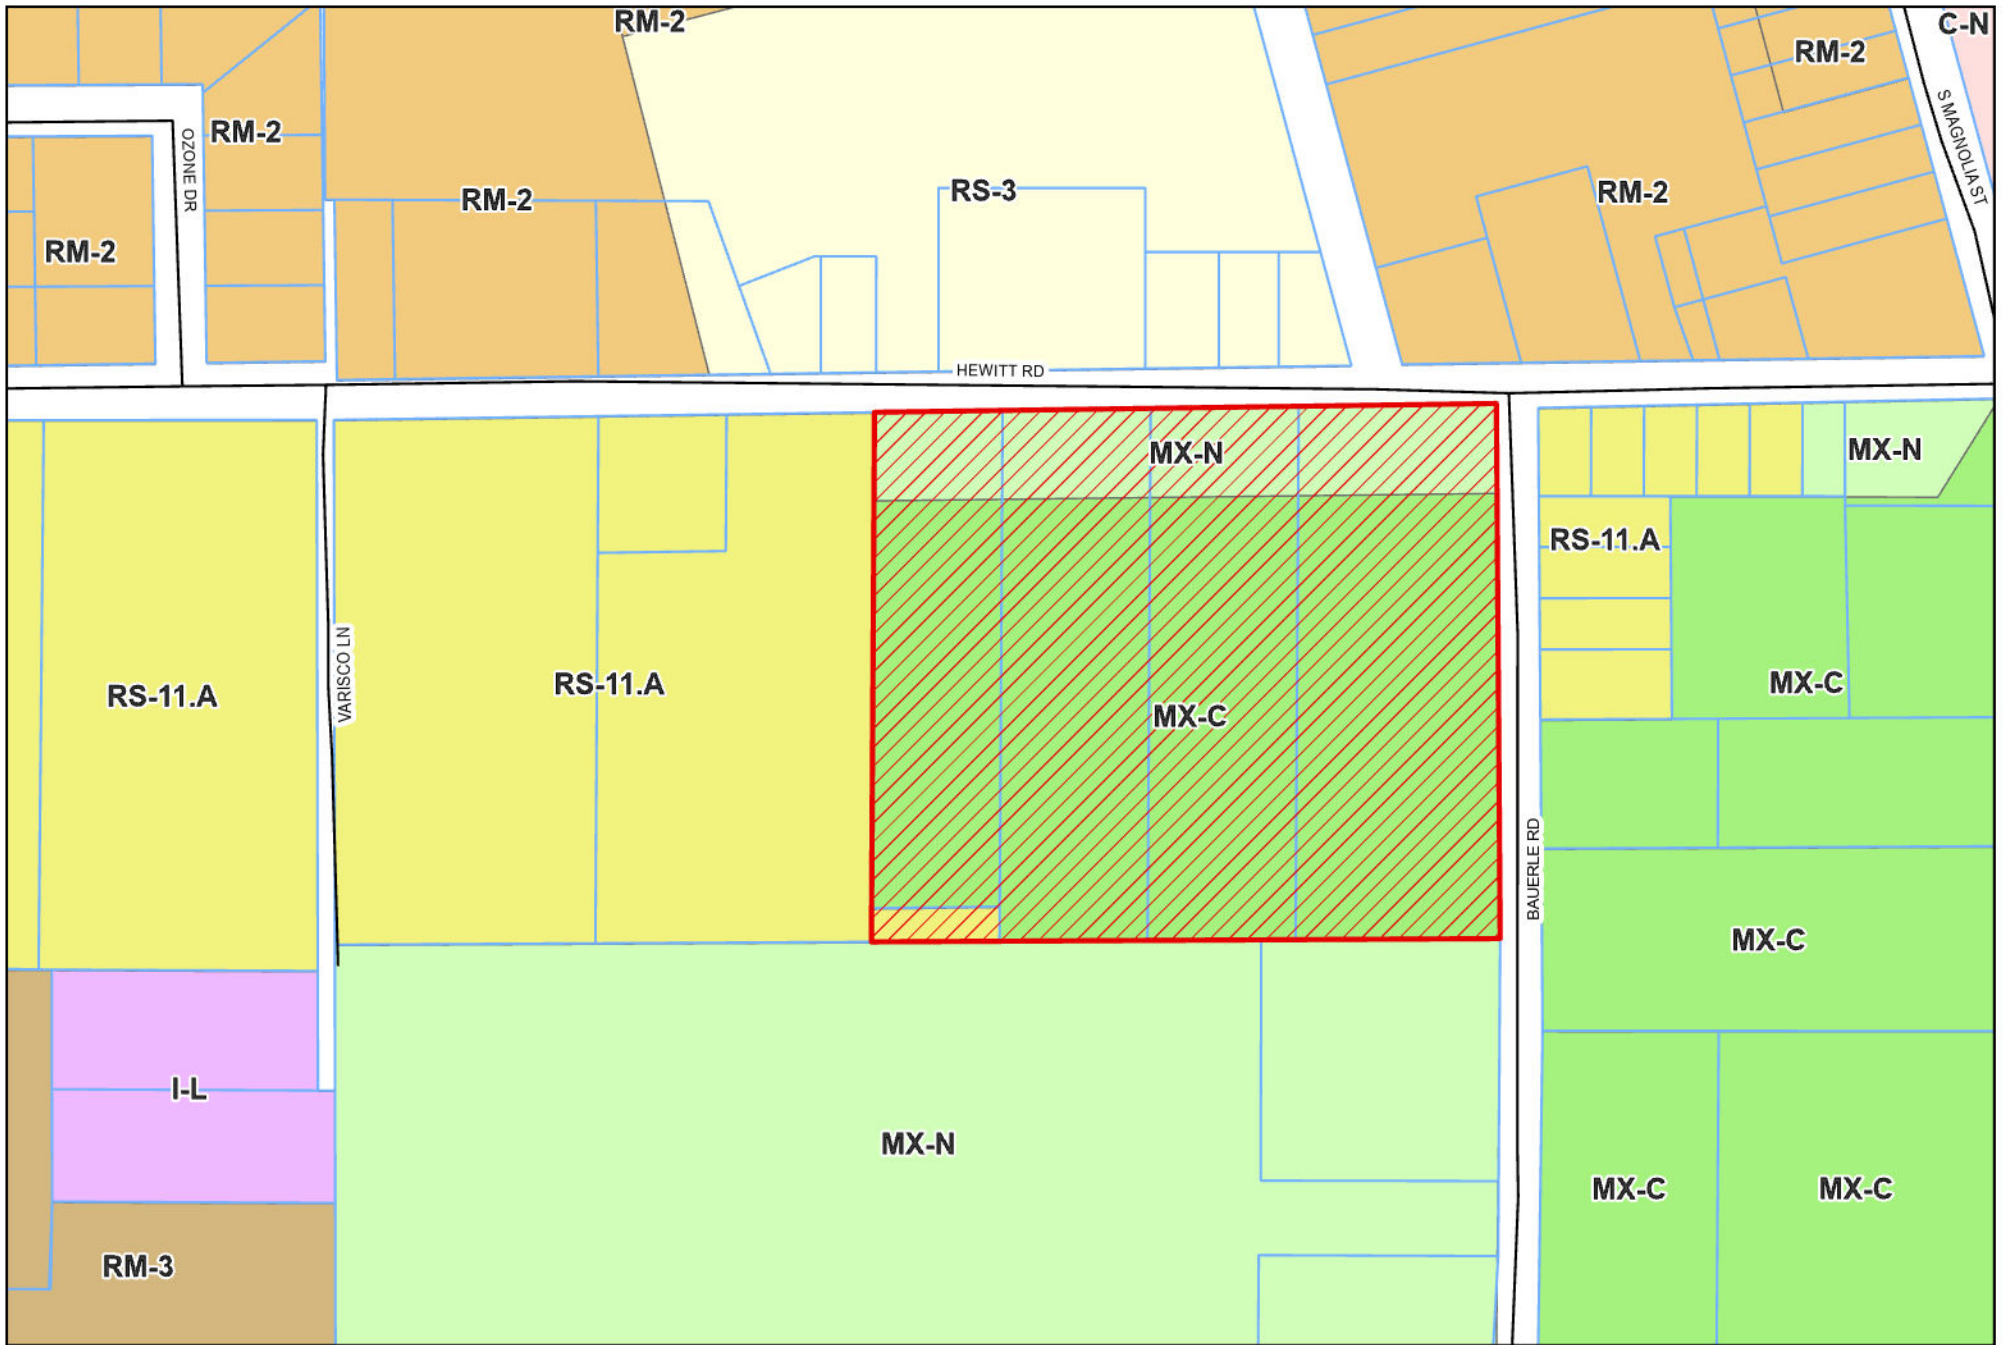 RM-2
C-N
RM-2
RM-2
OZONE DR
S MAGNOLIA ST
RM-2
RS-3
RM-2
RM-2
HEWITT RD
MX-N
MX-N
RS-11.A
VARISCO LN
RS-11.A
RS-11.A
MX-C
MX-C
BAUERLE RD
MX-C
I-L
MX-N
MX-C
MX-C
RM-3